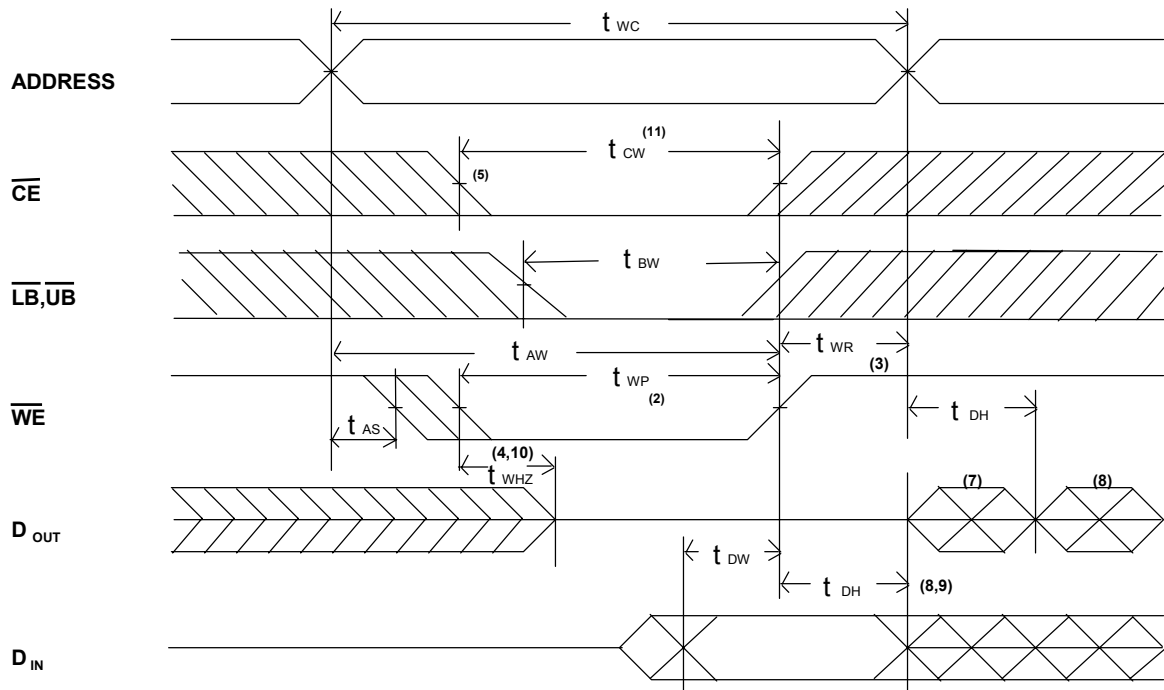 t WC
ADDRESS
t CW (11)
CE (5)
t BW
LB,UB
t AW
t WR
t WP (2)
(3)
WE
t AS
t DH
(4,10)
t WHZ
(7)
(8)
D OUT
t DW
t DH
(8,9)
D IN